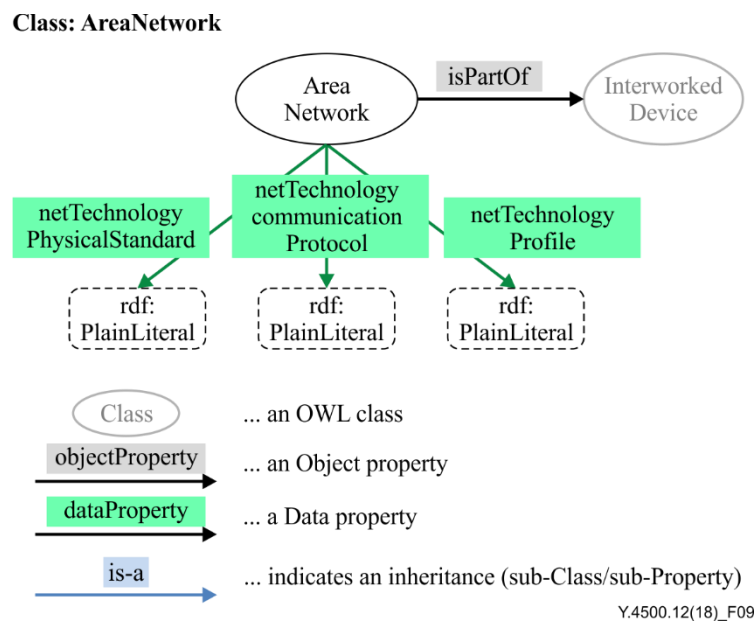 Class: AreaNetwork
Area
Network
isPartOf
Interworked
Device
netTechnology
PhysicalStandard
netTechnology
communication
Protocol
netTechnology
Profile
rdf:
PlainLiteral
rdf:
PlainLiteral
rdf:
PlainLiteral
Class
... an OWL class
objectProperty
... an Object property
dataProperty
... a Data property
is-a
... indicates an inheritance (sub-Class/sub-Property)
Y.4500.12(18)_F09